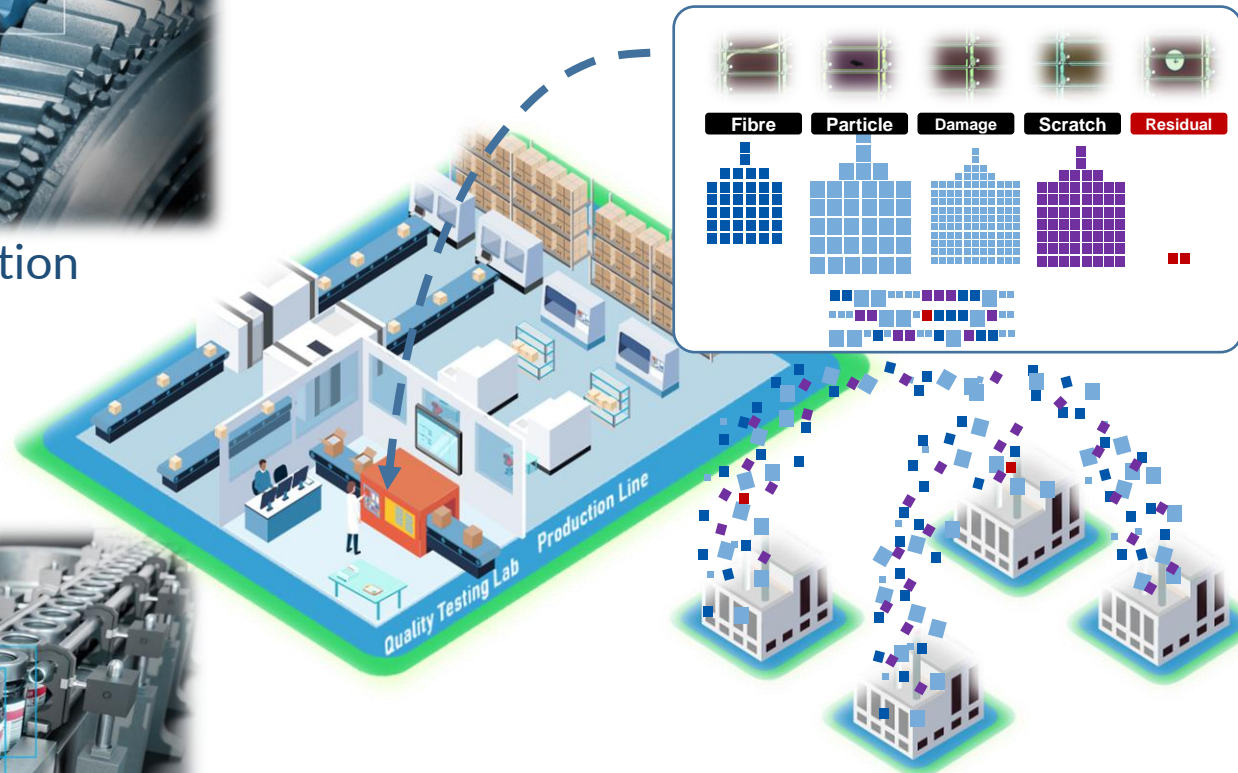 Fibre
Particle
Damage
Scratch
Residual
tion
Production Line
Quality Testing Lab